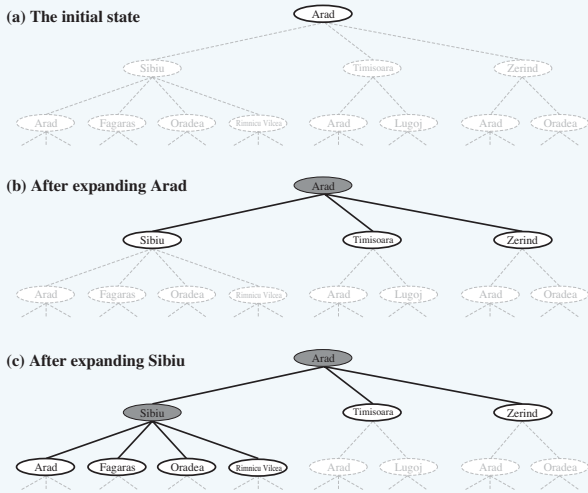 (a) The initial state
Arad
Sibiu Timisoara Zerind
Arad Fagaras Oradea Rimnicu Vilcea Arad Lugoj Arad Oradea
(b) After expanding Arad
Arad
Sibiu Timisoara Zerind
Arad Fagaras Oradea Rimnicu Vilcea Arad Lugoj Arad Oradea
(c) After expanding Sibiu
Arad
Sibiu Timisoara Zerind
Arad Fagaras Oradea Rimnicu Vilcea Arad Lugoj Arad Oradea